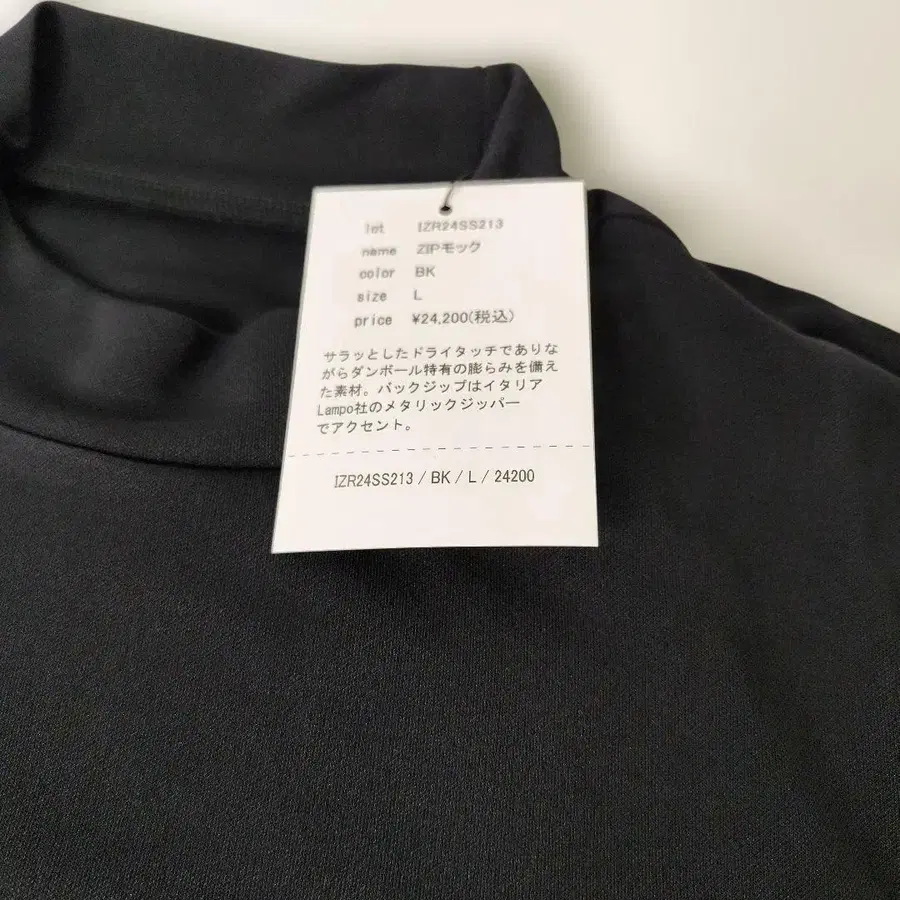 lot IZR24SS213
name ZIPモック
color BK
size L
price ¥24,200(税込)
サラッとしたドライタッチでありな
がらダンボール特有の膨らみを備え
た素材。バックジップはイタリア
Lampo社のメタリックジッパー
でアクセント。
IZR24SS213 / BK / L / 24200